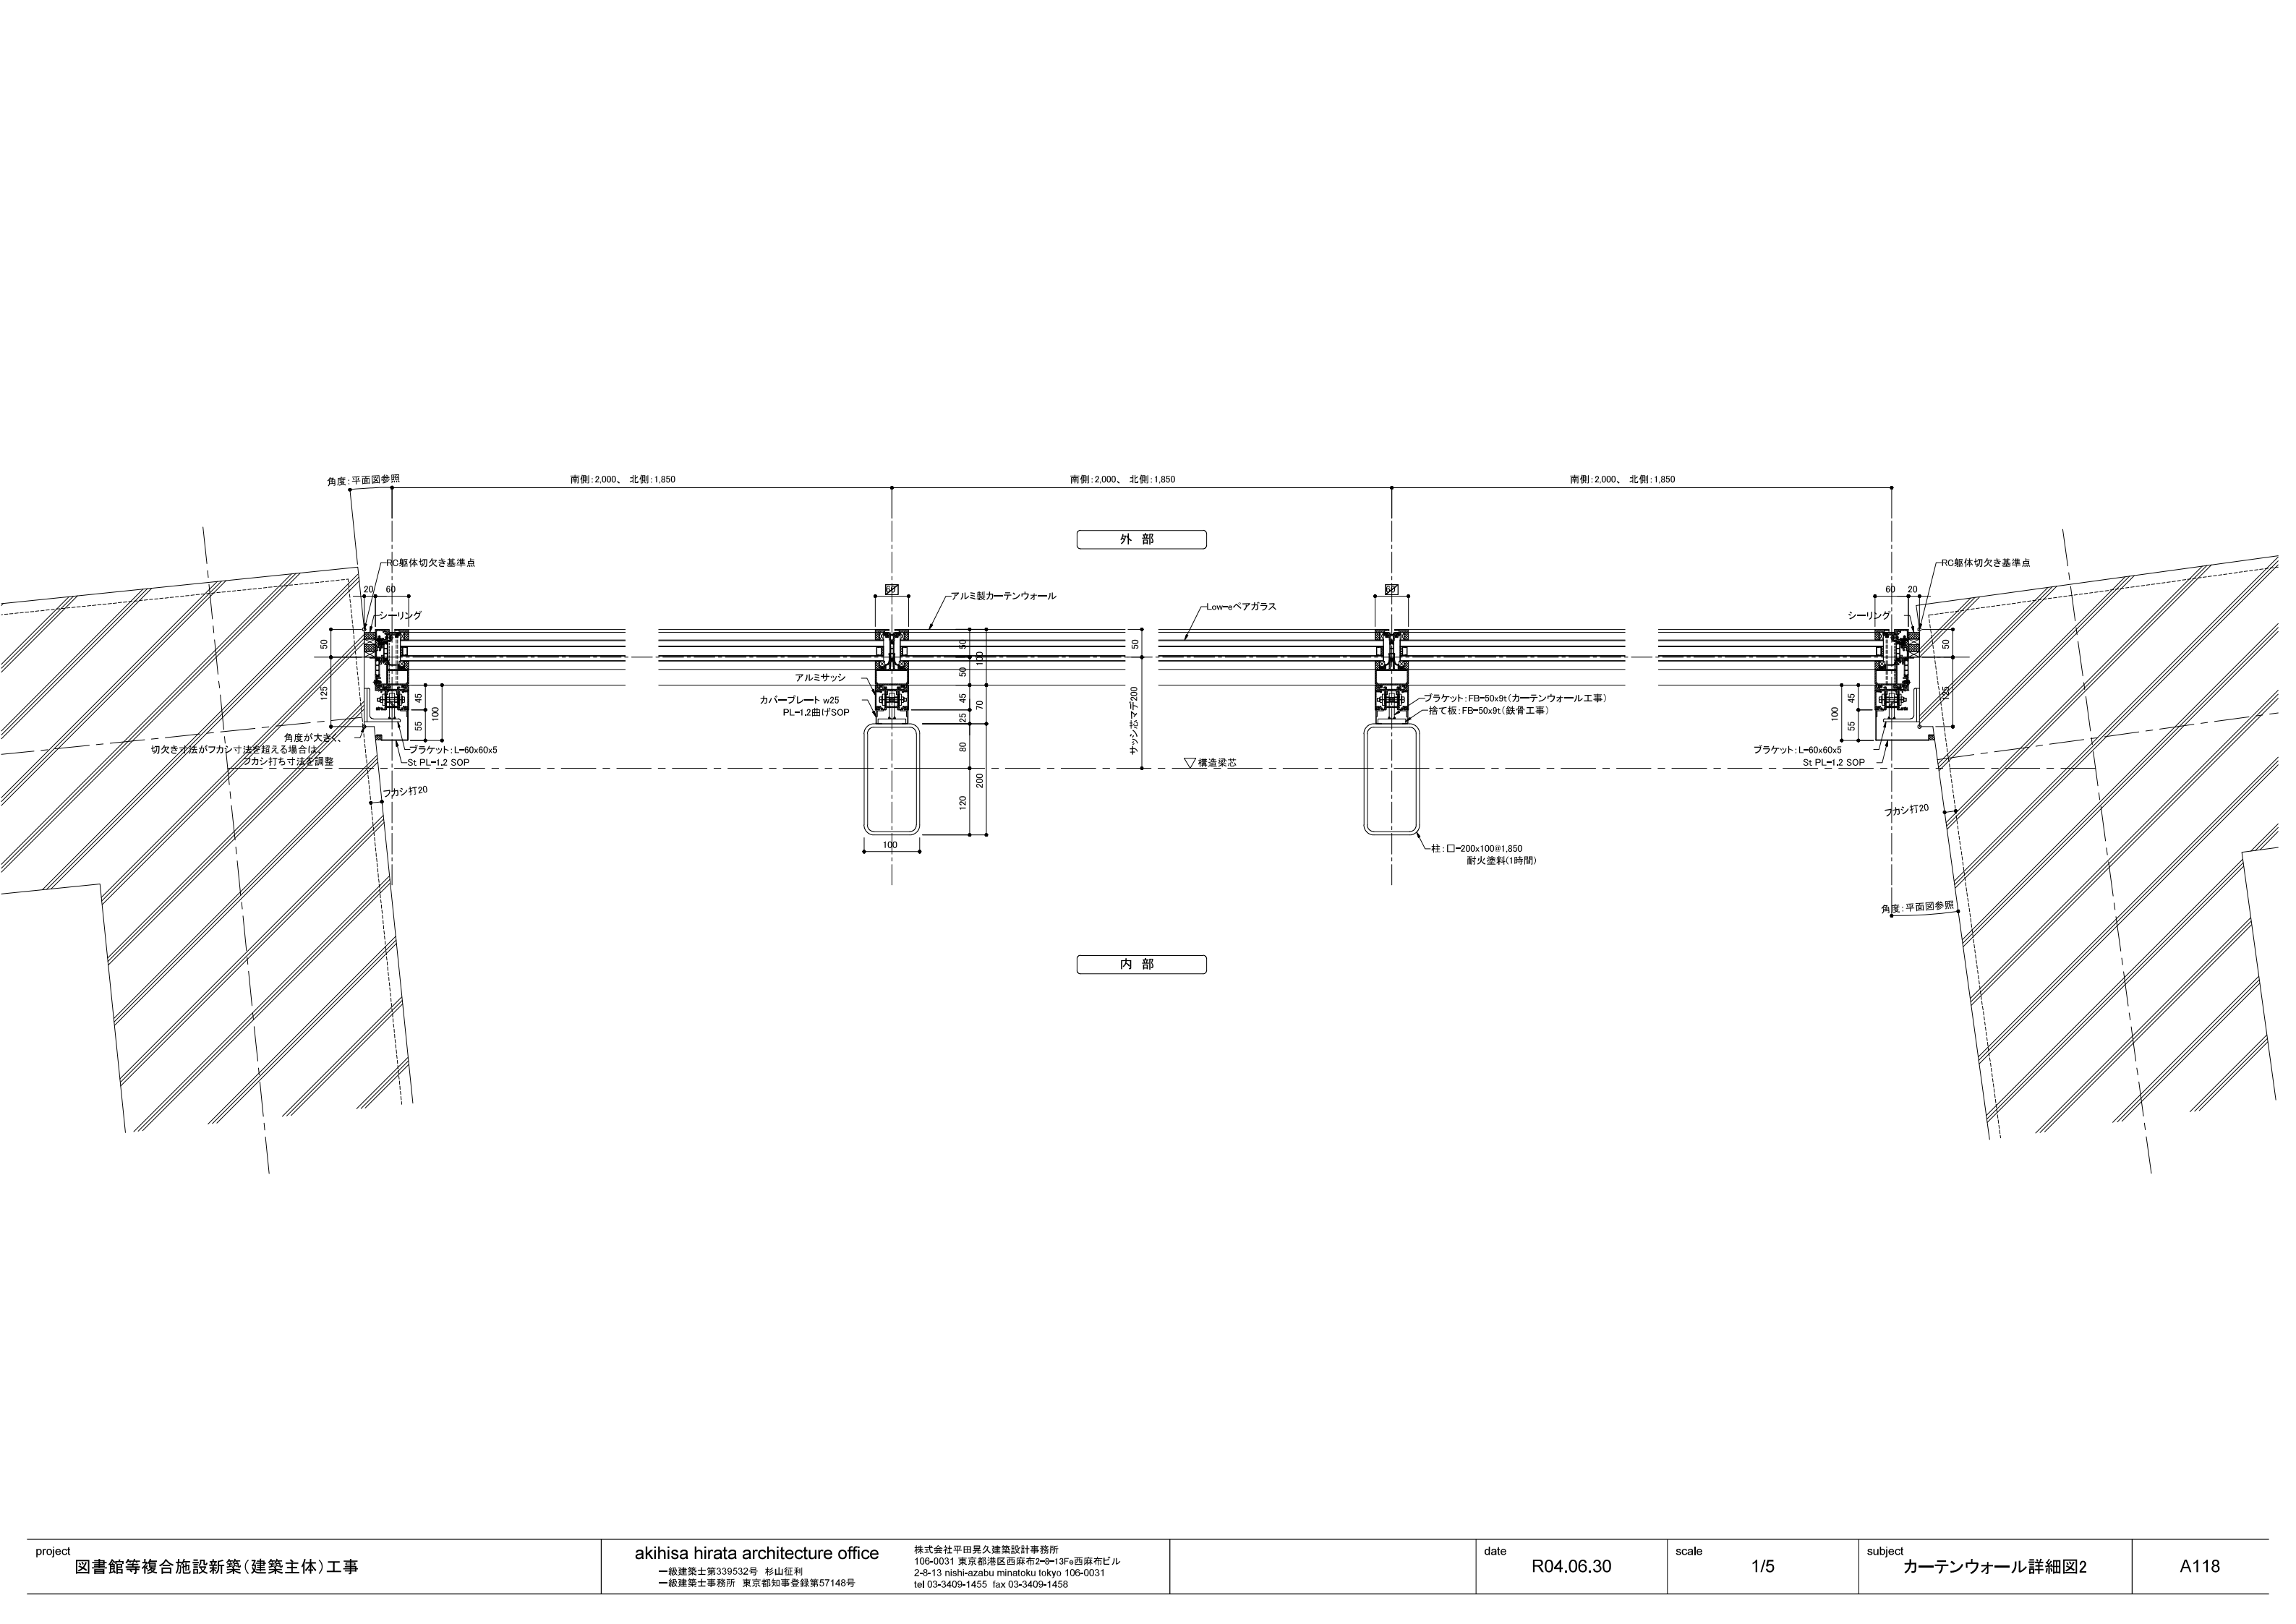 角度:平面図参照
南側:2,000、 北側:1,850
南側:2,000、 北側:1,850
南側:2,000、 北側:1,850
外 部
RC躯体切欠き基準点
RC躯体切欠き基準点
20 60
60
60
60 20
アルミ製カーテンウォール
Low-eペアガラス
シーリング
シーリング
50
50
100
50
50
50
125
125
アルミサッシ
カバープレート w25
PL-1.2曲げSOP
45
55
100
45
25
70
80
200
120
サッシ芯マデ200
ブラケット:FB-50x9t(カーテンウォール工事)
捨て板:FB-50x9t(鉄骨工事)
100
45
55
角度が大きく、
切欠き寸法がフカシ寸法を超える場合は、
フカシ打ち寸法を調整
ブラケット:L-60x60x5
St PL-1.2 SOP
構造梁芯
ブラケット:L-60x60x5
St PL-1.2 SOP
フカシ打20
フカシ打20
100
柱:□-200x100@1,850
耐火塗料(1時間)
角度:平面図参照
内 部
project
図書館等複合施設新築(建築主体)工事
akihisa hirata architecture office
一級建築士第339532号 杉山征利
一級建築士事務所 東京都知事登録第57148号
株式会社平田晃久建築設計事務所
106-0031 東京都港区西麻布2-8-13Fe西麻布ビル
2-8-13 nishi-azabu minatoku tokyo 106-0031
tel 03-3409-1455 fax 03-3409-1458
date
R04.06.30
scale
1/5
subject
カーテンウォール詳細図2
A118